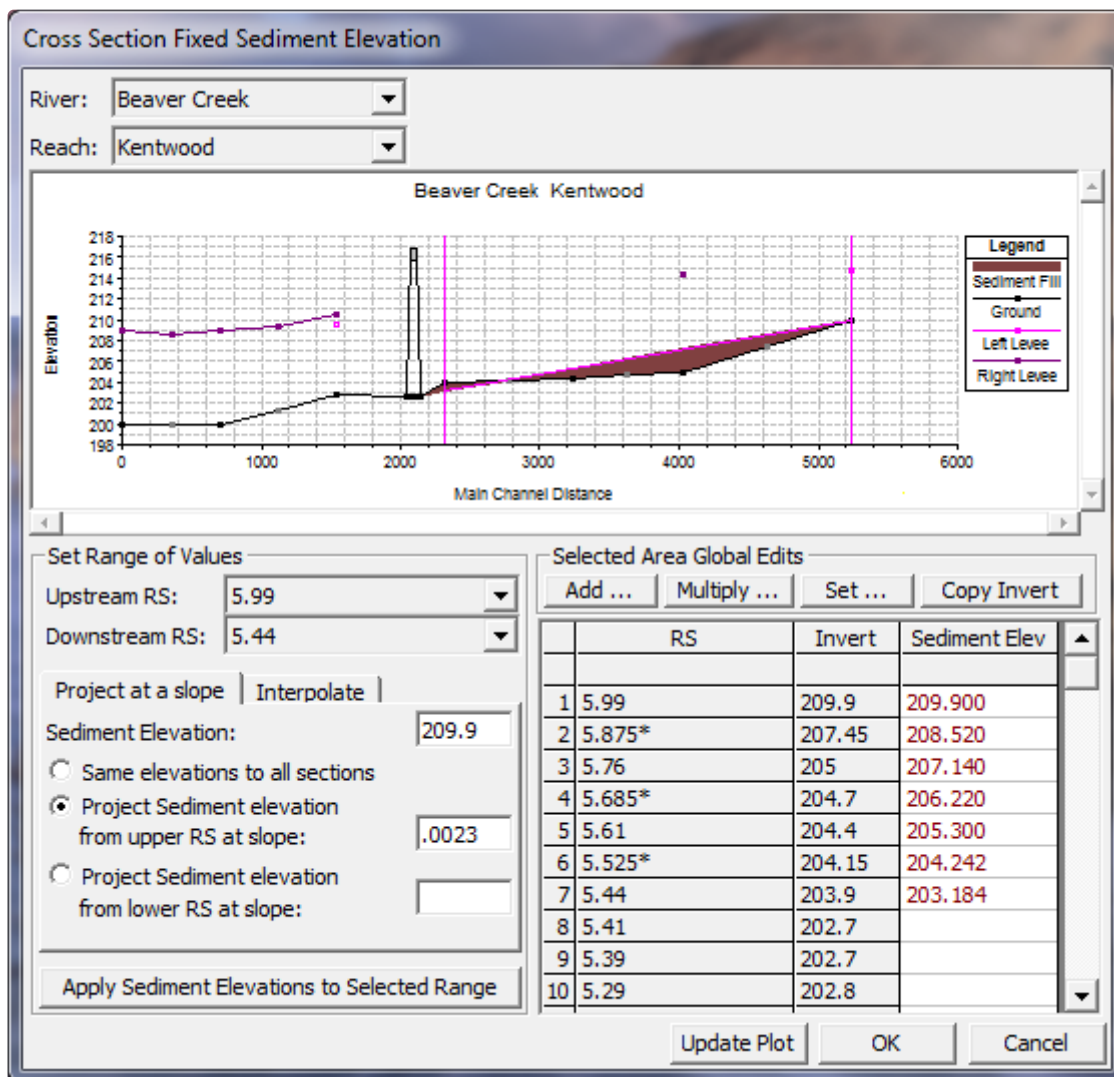 Cross Section Fixed Sediment Elevation
River: Beaver Creek
Reach: Kentwood
Beaver Creek Kentwood
218
216
214
212
210
208
206
204
202
200
198
Elevation
0 1000 2000 3000 4000 5000 6000
Main Channel Distance
Legend
Sediment Fill
Ground
Left Levee
Right Levee
Set Range of Values
Upstream RS: 5.99
Downstream RS: 5.44
Project at a slope Interpolate
Sediment Elevation: 209.9
Same elevations to all sections
Project Sediment elevation
from upper RS at slope: .0023
Project Sediment elevation
from lower RS at slope:
Apply Sediment Elevations to Selected Range
Selected Area Global Edits
Add ... Multiply ... Set ... Copy Invert
RS Invert Sediment Elev
1 5.99 209.9 209.900
2 5.875* 207.45 208.520
3 5.76 205 207.140
4 5.685* 204.7 206.220
5 5.61 204.4 205.300
6 5.525* 204.15 204.242
7 5.44 203.9 203.184
8 5.41 202.7
9 5.39 202.7
10 5.29 202.8
Update Plot OK Cancel